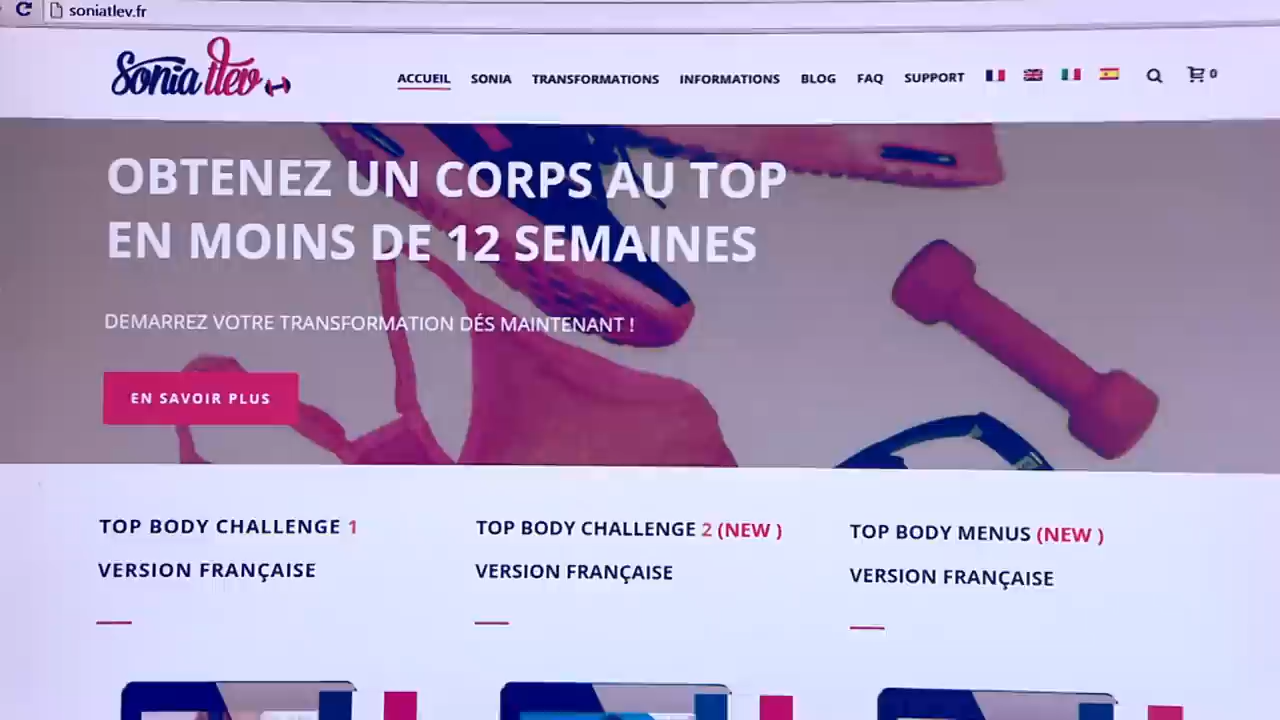 soniatlev.fr
Sonia tlev
ACCUEIL SONIA TRANSFORMATIONS INFORMATIONS BLOG FAQ SUPPORT 0
OBTENEZ UN CORPS AU TOP
EN MOINS DE 12 SEMAINES
DEMARREZ VOTRE TRANSFORMATION DÉS MAINTENANT !
EN SAVOIR PLUS
TOP BODY CHALLENGE 1
VERSION FRANÇAISE
TOP BODY CHALLENGE 2 (NEW )
VERSION FRANÇAISE
TOP BODY MENUS (NEW )
VERSION FRANÇAISE